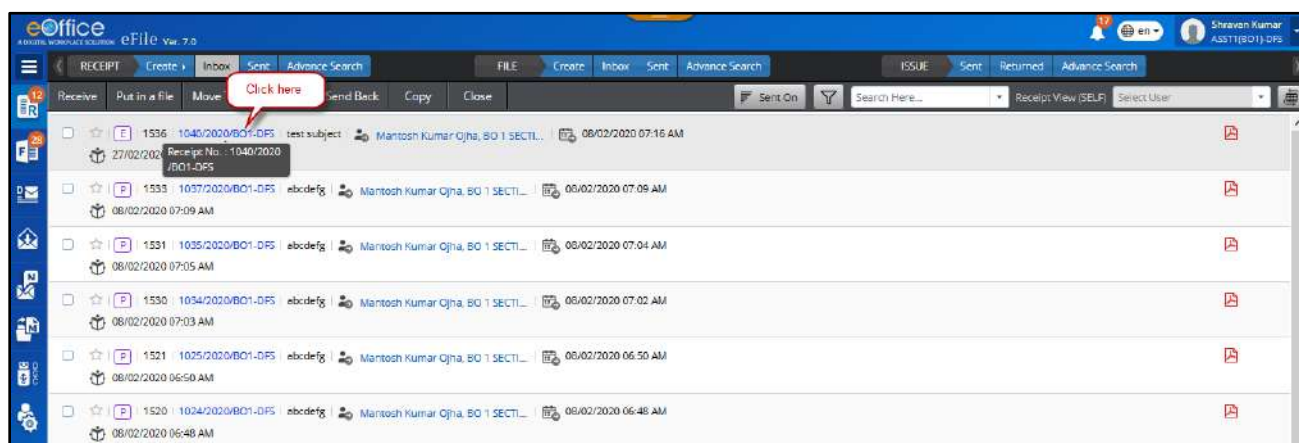 eOffice
A DIGITAL WORKPLACE SOLUTION eFile Ver. 7.0
17 en Shravan Kumar
ASSTT(BO1)-DFS
RECEIPT Create Inbox Sent Advance Search FILE Create Inbox Sent Advance Search ISSUE Sent Returned Advance Search
12 R
Receive Put in a file Move Click here Send Back Copy Close Sent On Search Here... Receipt View (SELF) Select User
E 1536 1040/2020/BO1-DFS test subject Mantosh Kumar Ojha, BO 1 SECTI... 08/02/2020 07:16 AM
27/02/202 Receipt No. : 1040/2020
/BO1-DFS
P 1533 1037/2020/BO1-DFS ebcdefg Mantosh Kumar Ojha, BO 1 SECTI... 08/02/2020 07:09 AM
08/02/2020 07:09 AM
P 1531 1035/2020/BO1-DFS ebcdefg Mantosh Kumar Ojha, BO 1 SECTI... 08/02/2020 07:04 AM
08/02/2020 07:05 AM
P 1530 1034/2020/BO1-DFS ebcdefg Mantosh Kumar Ojha, BO 1 SECTI... 08/02/2020 07:02 AM
08/02/2020 07:03 AM
P 1521 1025/2020/BO1-DFS ebcdefg Mantosh Kumar Ojha, BO 1 SECTI... 08/02/2020 06:50 AM
08/02/2020 06:50 AM
P 1520 1024/2020/BO1-DFS ebcdefg Mantosh Kumar Ojha, BO 1 SECTI... 08/02/2020 06:48 AM
08/02/2020 06:48 AM